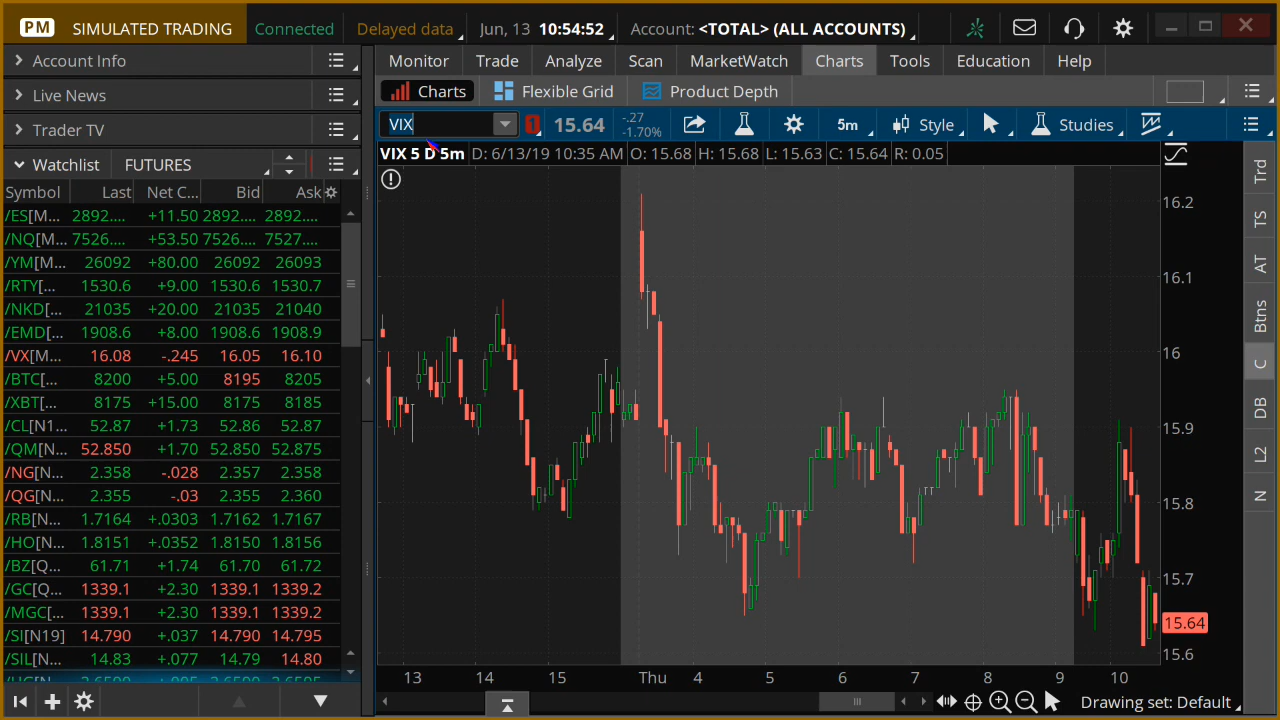 PM SIMULATED TRADING Connected Delayed data Jun, 13 10:54:52 Account: <TOTAL> (ALL ACCOUNTS)
Account Info
Live News
Trader TV
Watchlist FUTURES
Symbol Last Net C... Bid Ask
/ES[M... 2892.... +11.50 2892.... 2892....
/NQ[M... 7526.... +53.50 7526.... 7527....
/YM[M... 26092 +80.00 26092 26093
/RTY[... 1530.6 +9.00 1530.6 1530.7
/NKD[... 21035 +20.00 21035 21040
/EMD[... 1908.6 +8.00 1908.6 1908.9
/VX[M... 16.08 -.245 16.05 16.10
/BTC[... 8200 +5.00 8195 8205
/XBT[... 8175 +15.00 8175 8185
/CL[N1... 52.87 +1.73 52.86 52.87
/QM[N... 52.850 +1.70 52.850 52.875
/NG[N... 2.358 -.028 2.357 2.358
/QG[N... 2.355 -.03 2.355 2.360
/RB[N... 1.7164 +.0303 1.7162 1.7167
/HO[N... 1.8151 +.0352 1.8150 1.8156
/BZ[Q... 61.71 +1.74 61.70 61.72
/GC[Q... 1339.1 +2.30 1339.1 1339.2
/MGC[... 1339.1 +2.30 1339.1 1339.2
/SI[N19] 14.790 +.037 14.790 14.795
/SIL[N... 14.83 +.077 14.79 14.80
Monitor Trade Analyze Scan MarketWatch Charts Tools Education Help
Charts Flexible Grid Product Depth
VIX 1 15.64 -.27 -1.70% 5m Style Studies
VIX 5 D 5m D: 6/13/19 10:35 AM O: 15.68 H: 15.68 L: 15.63 C: 15.64 R: 0.05
16.2
16.1
16
15.9
15.8
15.7
15.64
15.6
13 14 15 Thu 4 5 6 7 8 9 10
Trd
TS
AT
Btns
C
DB
L2
N
Drawing set: Default